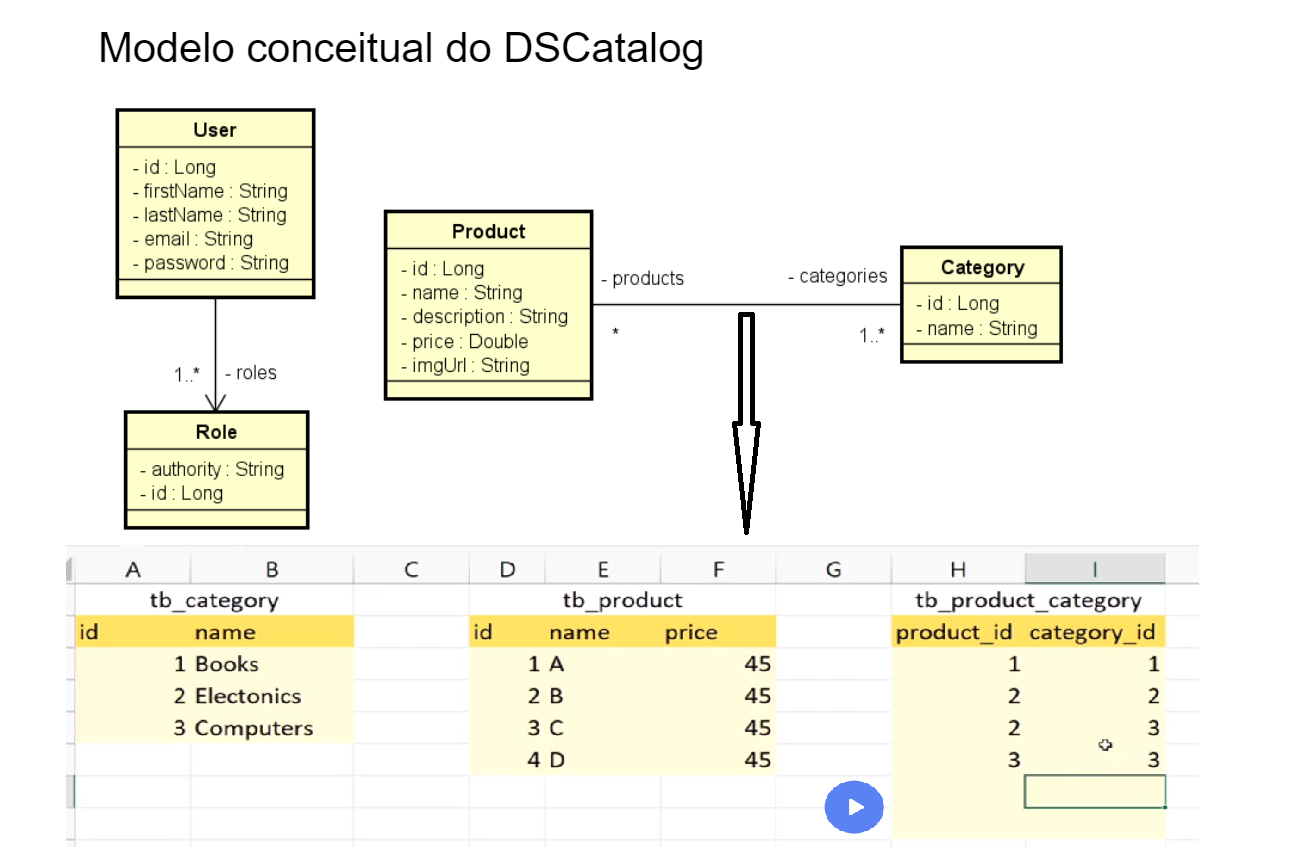 Modelo conceitual do DSCatalog
User
- id : Long
- firstName : String
- lastName : String
- email : String
- password : String
1..* - roles
Role
- authority : String
- id : Long
Product
- id : Long
- name : String
- description : String
- price : Double
- imgUrl : String
- products - categories
* 1..*
Category
- id : Long
- name : String
A B C D E F G H I
tb_category tb_product tb_product_category
id name id name price product_id category_id
1 Books 1 A 45 1 1
2 Electonics 2 B 45 2 2
3 Computers 3 C 45 2 3
4 D 45 3 3